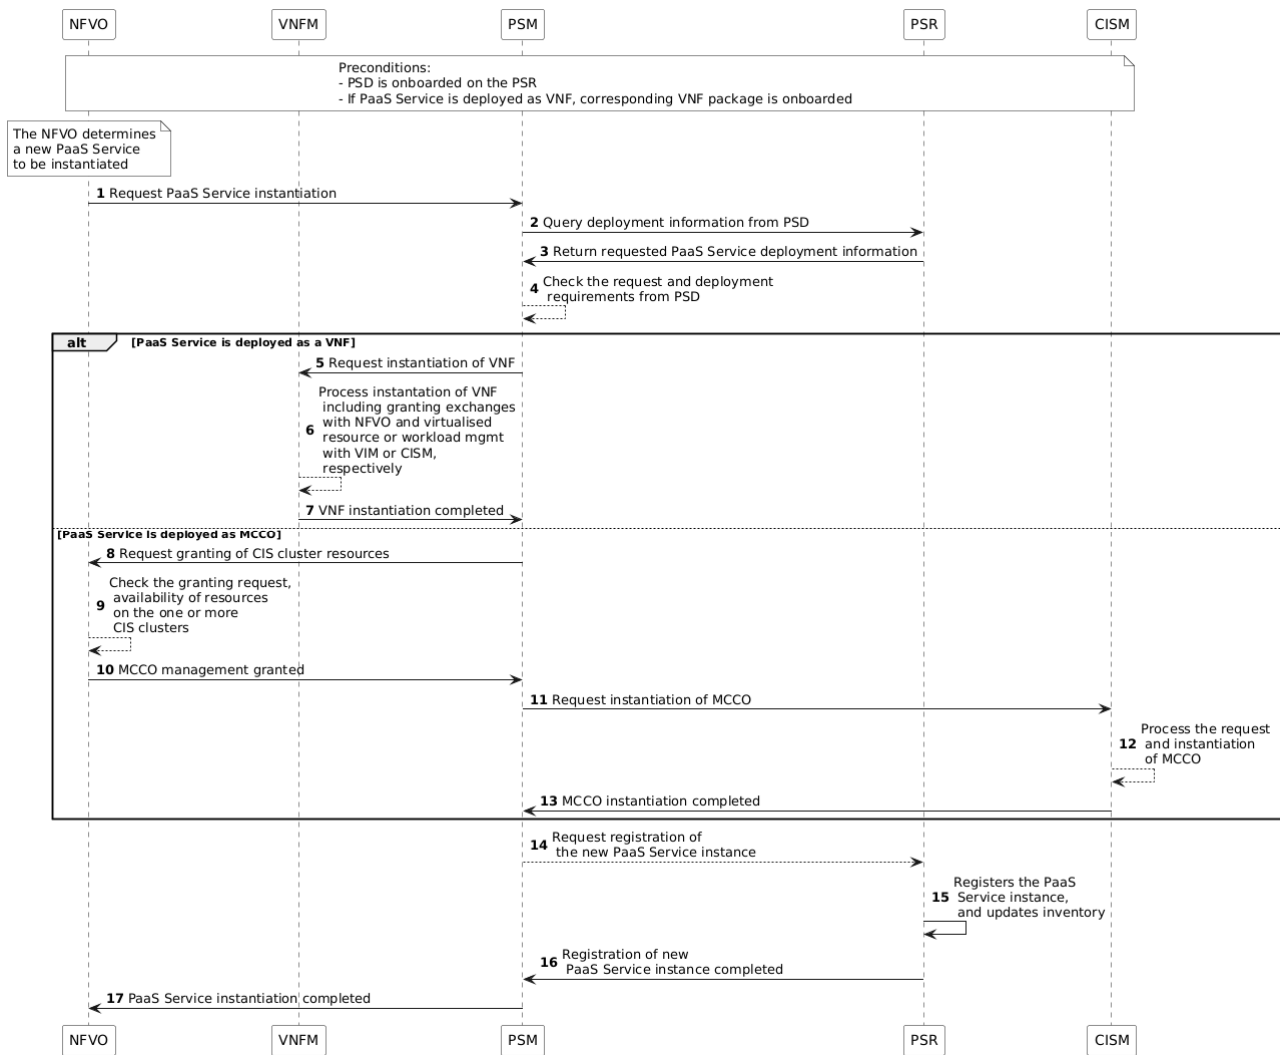 NFVO
VNFM
PSM
PSR
CISM
Preconditions:
- PSD is onboarded on the PSR
- If PaaS Service is deployed as VNF, corresponding VNF package is onboarded
The NFVO determines
a new PaaS Service
to be instantiated
1 Request PaaS Service instantiation
2 Query deployment information from PSD
3 Return requested PaaS Service deployment information
4 Check the request and deployment
requirements from PSD
alt [PaaS Service is deployed as a VNF]
5 Request instantiation of VNF
Process instantation of VNF
including granting exchanges
with NFVO and virtualised
6 resource or workload mgmt
with VIM or CISM,
respectively
7 VNF instantiation completed
[PaaS Service is deployed as MCCO]
8 Request granting of CIS cluster resources
Check the granting request,
availability of resources
9 on the one or more
CIS clusters
10 MCCO management granted
11 Request instantiation of MCCO
Process the request
12 and instantiation
of MCCO
13 MCCO instantiation completed
14 Request registration of
the new PaaS Service instance
Registers the PaaS
15 Service instance,
and updates inventory
16 Registration of new
PaaS Service instance completed
17 PaaS Service instantiation completed
NFVO
VNFM
PSM
PSR
CISM